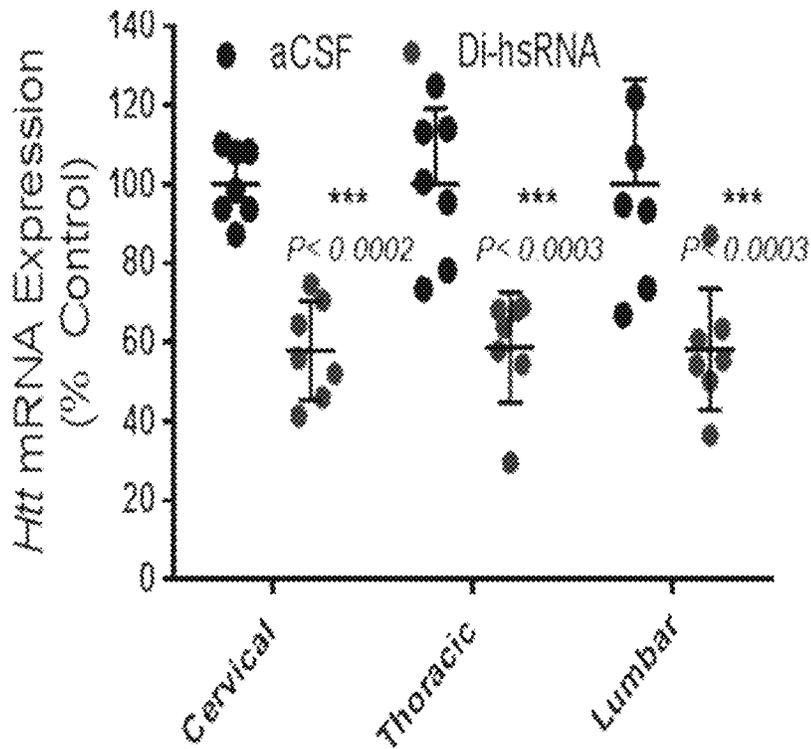 Htt mRNA Expression
(% Control)
140
120
100
80
60
40
20
0
aCSF Di-hsRNA
*** *** ***
P< 0.0002 P< 0.0003 P< 0.0003
Cervical Thoracic Lumbar